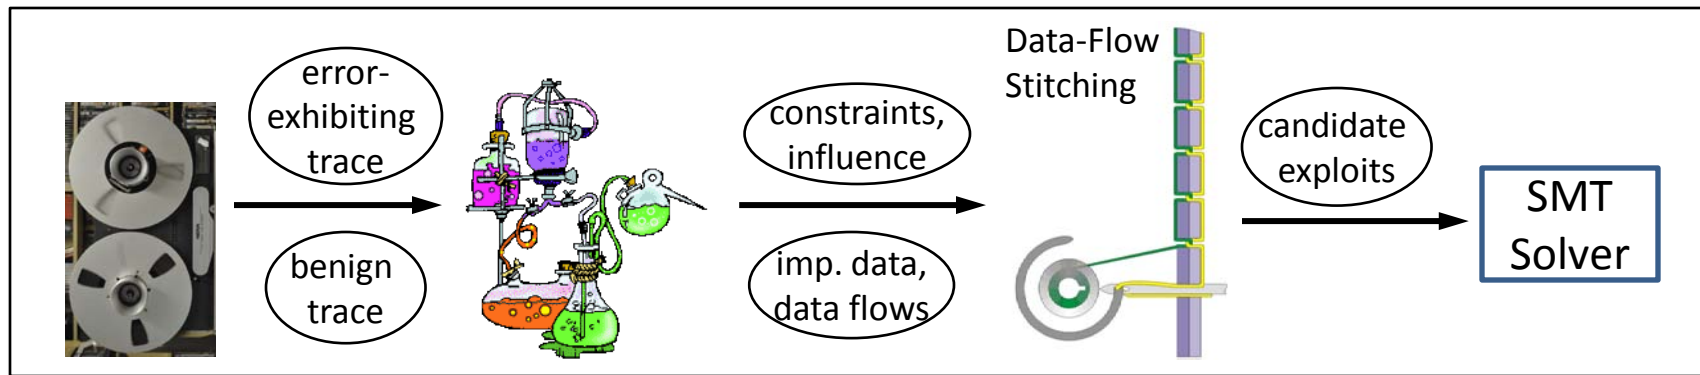 error-
exhibiting
trace
benign
trace
constraints,
influence
imp. data,
data flows
Data-Flow
Stitching
candidate
exploits
SMT
Solver